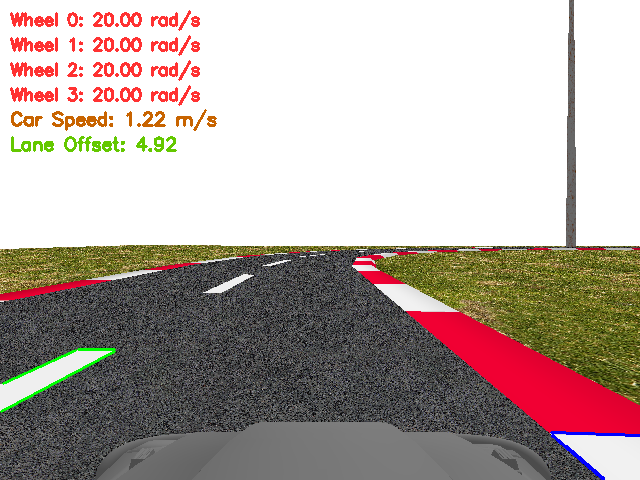 Wheel 0: 20.00 rad/s
Wheel 1: 20.00 rad/s
Wheel 2: 20.00 rad/s
Wheel 3: 20.00 rad/s
Car Speed: 1.22 m/s
Lane Offset: 4.92